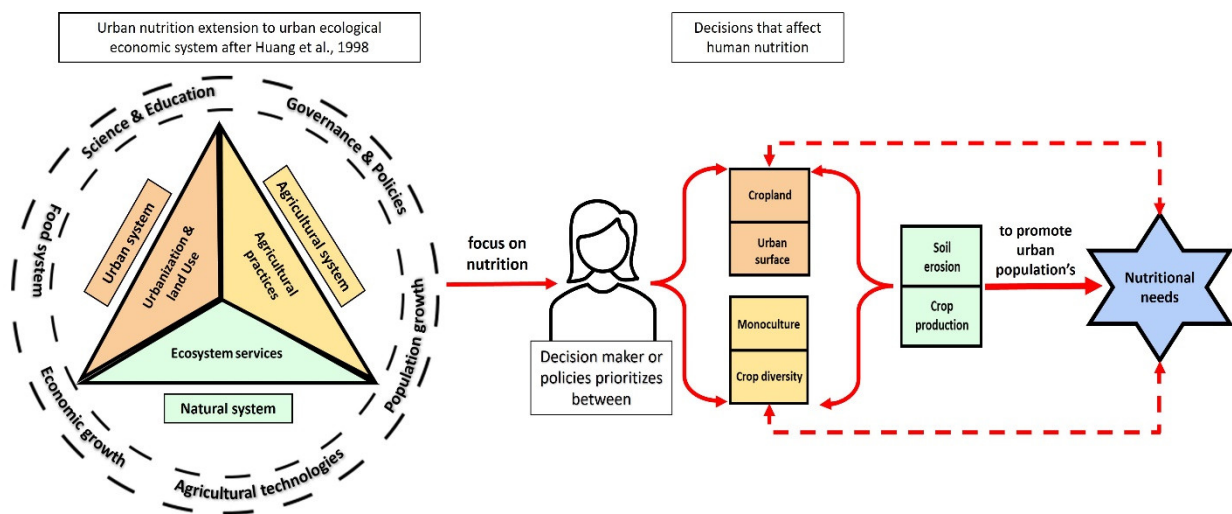 Urban nutrition extension to urban ecological
economic system after Huang et al., 1998
Decisions that affect
human nutrition
Science & Education
Governance & Policies
Food system
Population growth
Economic growth
Agricultural technologies
Urban system
Urbanization &
land Use
Agricultural
practices
Agricultural system
Ecosystem services
Natural system
focus on
nutrition
Decision maker or
policies prioritizes
between
Cropland
Urban
surface
Monoculture
Crop diversity
Soil
erosion
Crop
production
to promote
urban
population's
Nutritional
needs